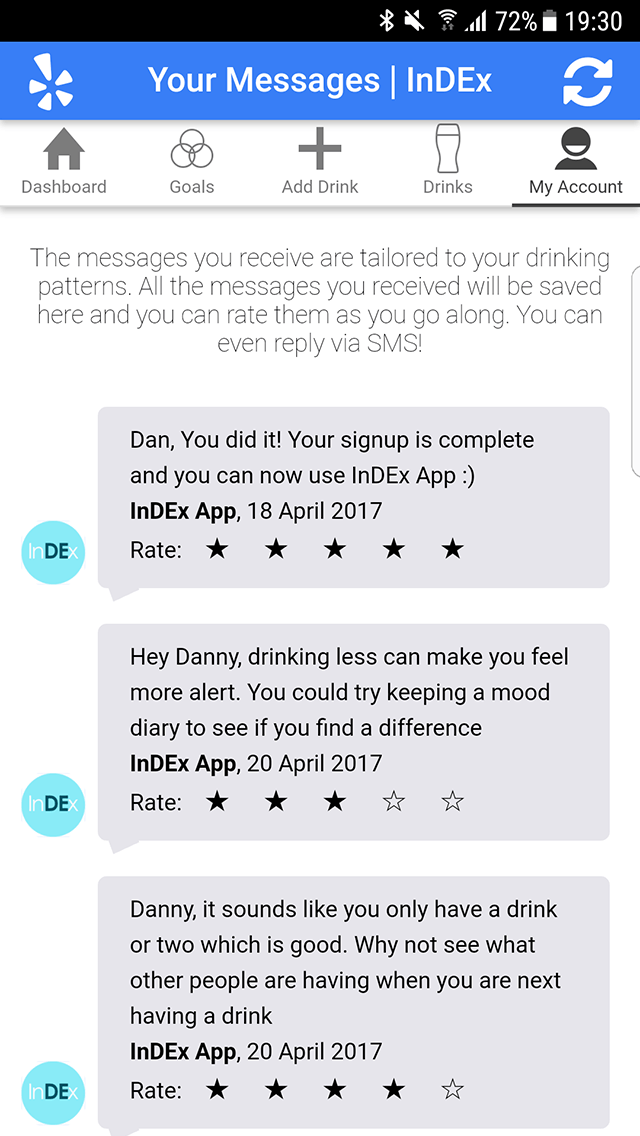 72% 19:30
Your Messages | InDEx
Dashboard Goals Add Drink Drinks My Account
The messages you receive are tailored to your drinking
patterns. All the messages you received will be saved
here and you can rate them as you go along. You can
even reply via SMS!
Dan, You did it! Your signup is complete
and you can now use InDEx App :)
InDEx App, 18 April 2017
InDEx
Rate: ★ ★ ★ ★ ★
Hey Danny, drinking less can make you feel
more alert. You could try keeping a mood
diary to see if you find a difference
InDEx App, 20 April 2017
InDEx
Rate: ★ ★ ★ ☆ ☆
Danny, it sounds like you only have a drink
or two which is good. Why not see what
other people are having when you are next
having a drink
InDEx App, 20 April 2017
InDEx
Rate: ★ ★ ★ ★ ☆